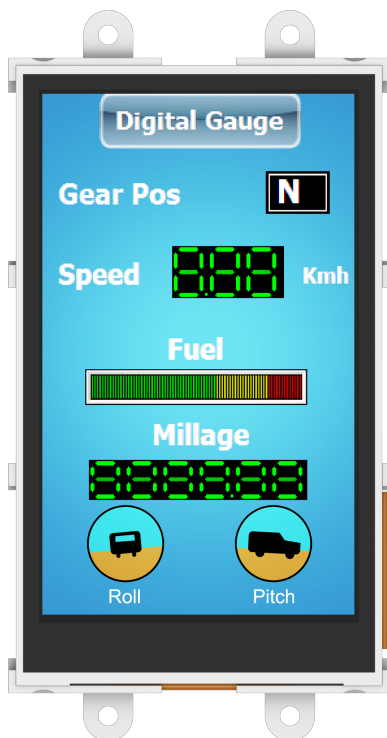 Digital Gauge
Gear Pos N
Speed Kmh
Fuel
Millage
Roll Pitch